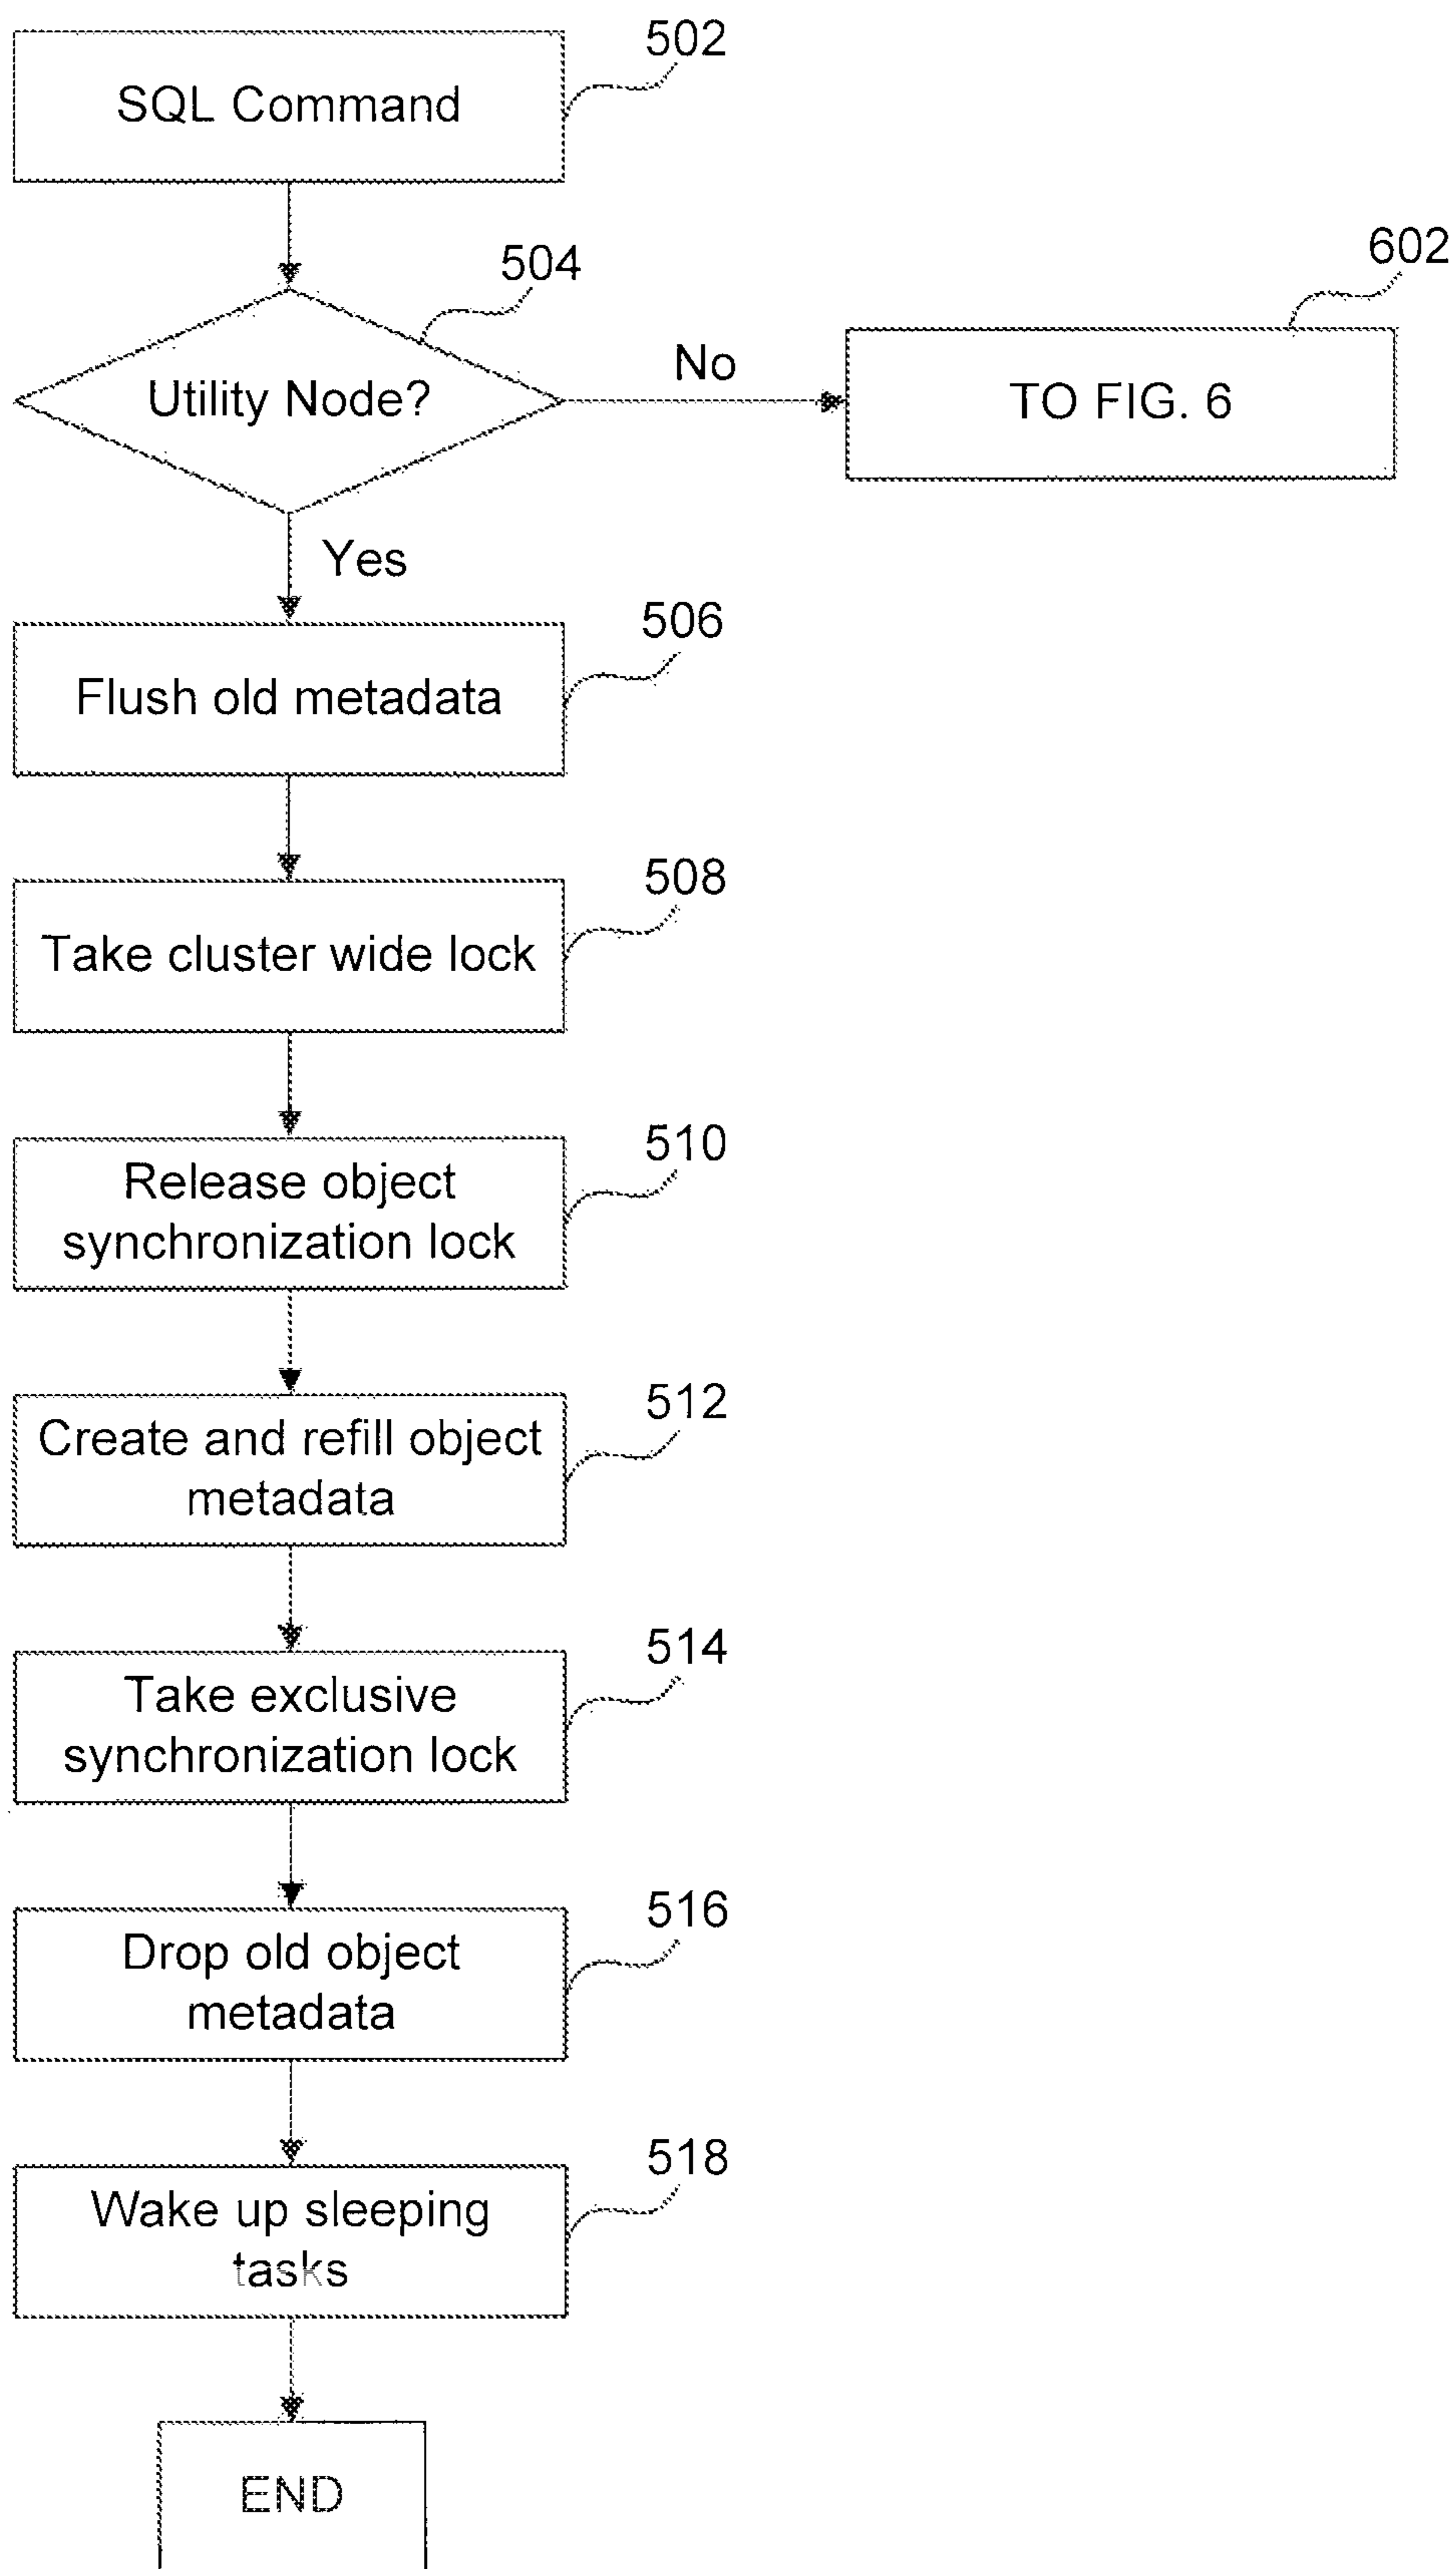 502
SQL Command
504
Utility Node?
No
602
TO FIG. 6
Yes
506
Flush old metadata
508
Take cluster wide lock
510
Release object
synchronization lock
512
Create and refill object
metadata
514
Take exclusive
synchronization lock
516
Drop old object
metadata
518
Wake up sleeping
tasks
END